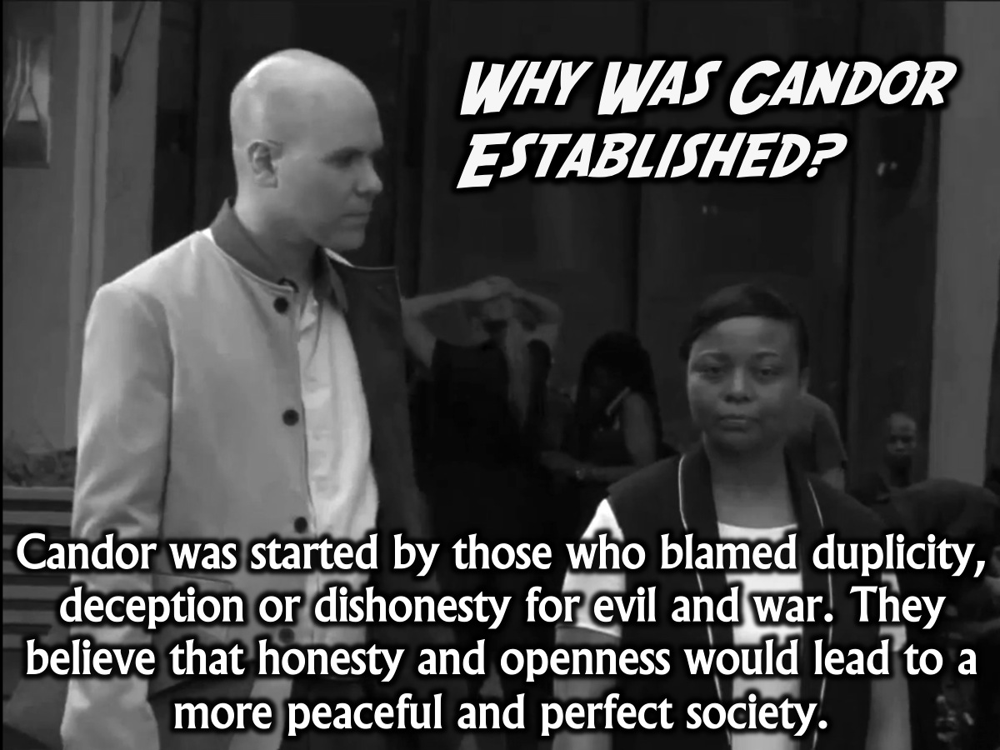 Why Was Candor
Established?
Candor was started by those who blamed duplicity,
deception or dishonesty for evil and war. They
believe that honesty and openness would lead to a
more peaceful and perfect society.